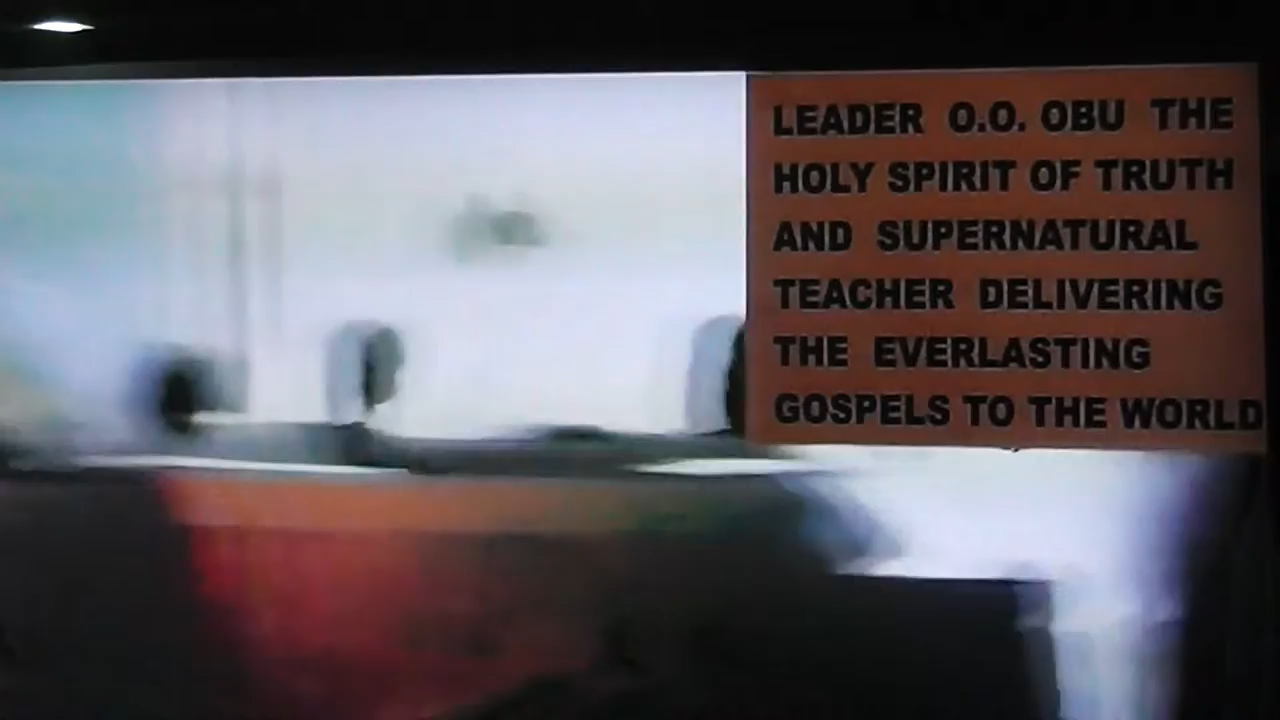 LEADER O.O. OBU THE
HOLY SPIRIT OF TRUTH
AND SUPERNATURAL
TEACHER DELIVERING
THE EVERLASTING
GOSPELS TO THE WORLD